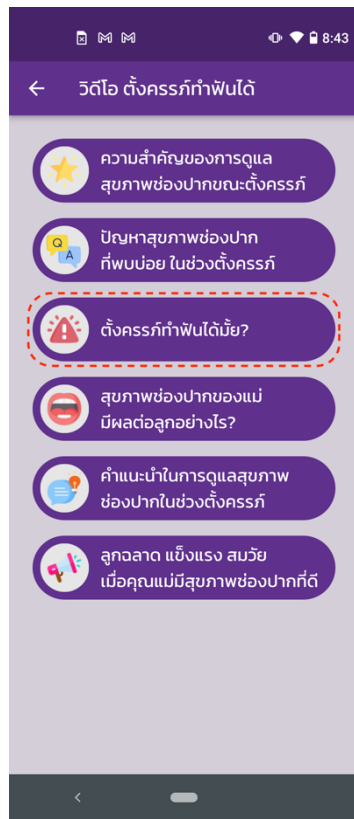 8:43
วิดีโอ ตั้งครรภ์ทำฟันได้
ความสำคัญของการดูแล
สุขภาพช่องปากขณะตั้งครรภ์
Q
A
ปัญหาสุขภาพช่องปาก
ที่พบบ่อย ในช่วงตั้งครรภ์
ตั้งครรภ์ทำฟันได้มั้ย?
สุขภาพช่องปากของแม่
มีผลต่อลูกอย่างไร?
คำแนะนำในการดูแลสุขภาพ
ช่องปากในช่วงตั้งครรภ์
ลูกฉลาด แข็งแรง สมวัย
เมื่อคุณแม่มีสุขภาพช่องปากที่ดี